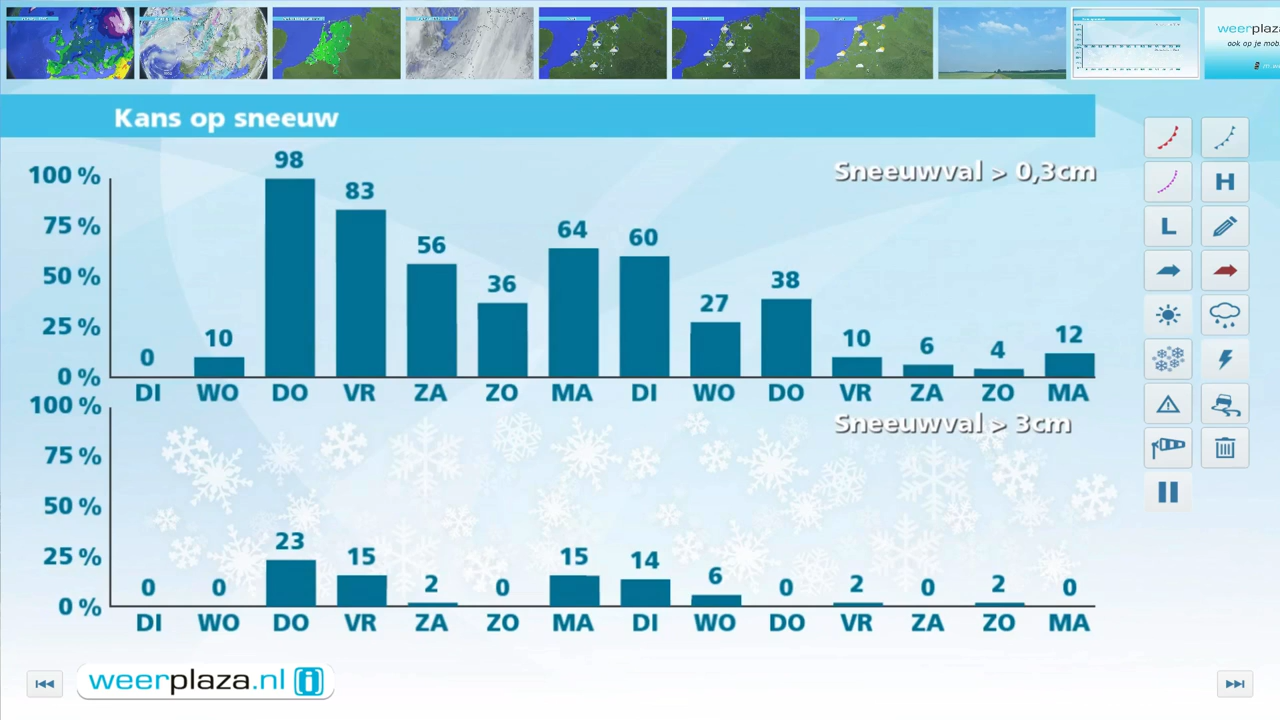 weerplaza
ook op je mob
Kans op sneeuw
Sneeuwval > 0,3cm
100 %
75 %
50 %
25 %
0 %
0 10 98 83 56 36 64 60 27 38 10 6 4 12
DI WO DO VR ZA ZO MA DI WO DO VR ZA ZO MA
Sneeuwval > 3cm
100 %
75 %
50 %
25 %
0 %
0 0 23 15 2 0 15 14 6 0 2 0 2 0
DI WO DO VR ZA ZO MA DI WO DO VR ZA ZO MA
H
L
weerplaza.nl i